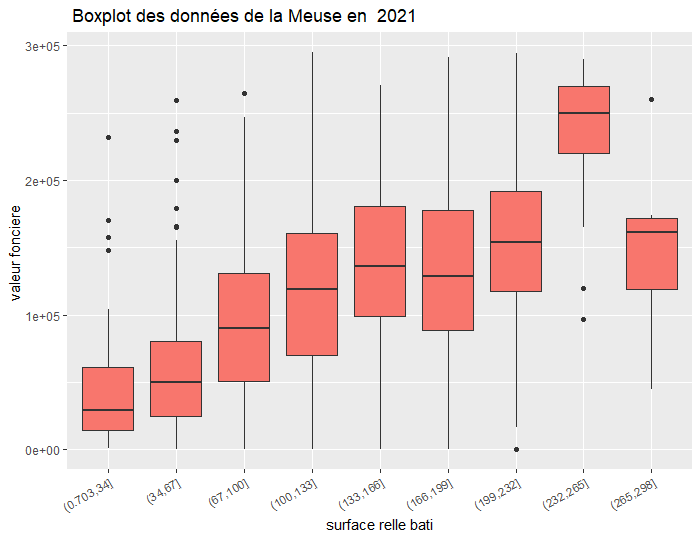 Boxplot des données de la Meuse en  2021
valeur fonciere
3e+05
2e+05
1e+05
0e+00
(0.703,34]
(34,67]
(67,100]
(100,133]
(133,166]
(166,199]
(199,232]
(232,265]
(265,298]
surface relle bati